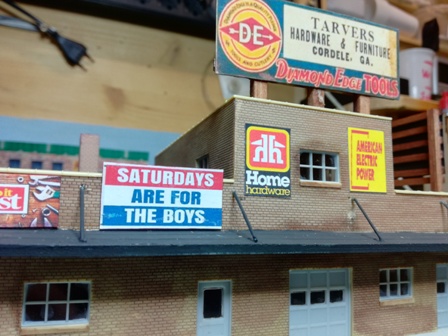 TARVERS
HARDWARE & FURNITURE
CORDELE, GA.
DE
DIAMOND EDGE TOOLS
Home
hardware
AMERICAN
ELECTRIC
POWER
SATURDAYS
ARE FOR
THE BOYS